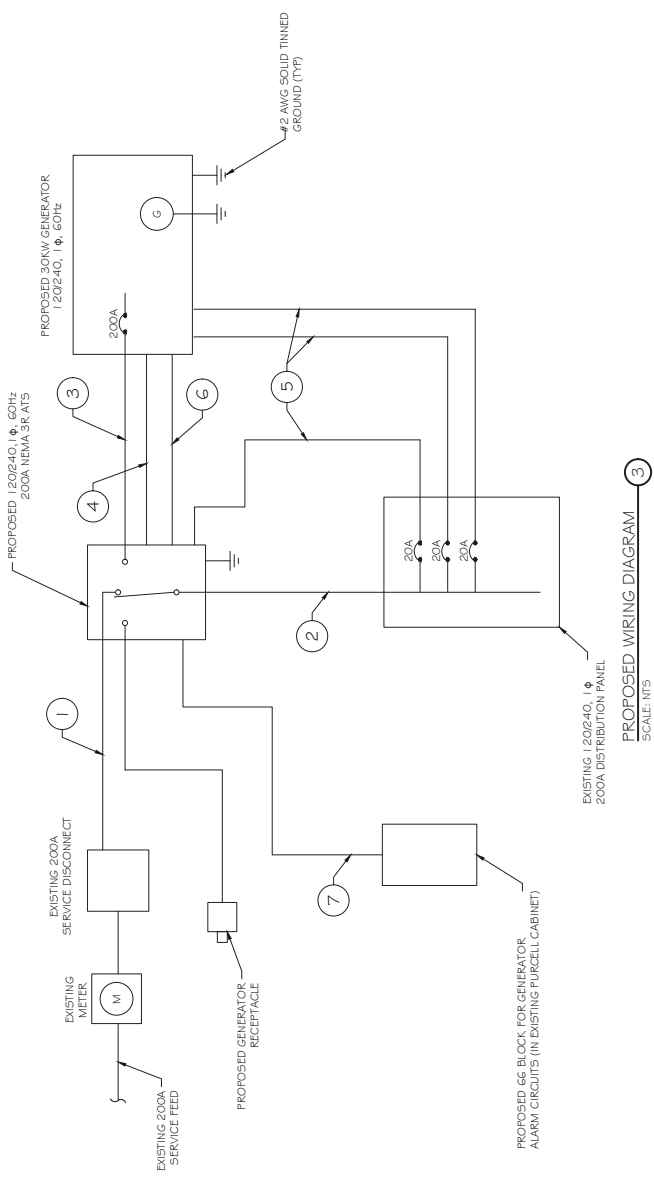 PROPOSED 120/240,1ϕ, 60Hz
200A NEMA 3R ATS
PROPOSED 30KW GENERATOR
120/240, 1ϕ, 60Hz
#2 AWG SOLID TINNED
GROUND (TYP)
200A
G
3
4
6
5
EXISTING 200A
SERVICE DISCONNECT
1
EXISTING
METER
M
EXISTING 200A
SERVICE FEED
PROPOSED GENERATOR
RECEPTACLE
2
20A
20A
20A
7
EXISTING 120/240, 1ϕ
200A DISTRIBUTION PANEL
PROPOSED 66 BLOCK FOR GENERATOR
ALARM CIRCUITS (IN EXISTING PURCELL CABINET)
PROPOSED WIRING DIAGRAM 3
SCALE: NTS